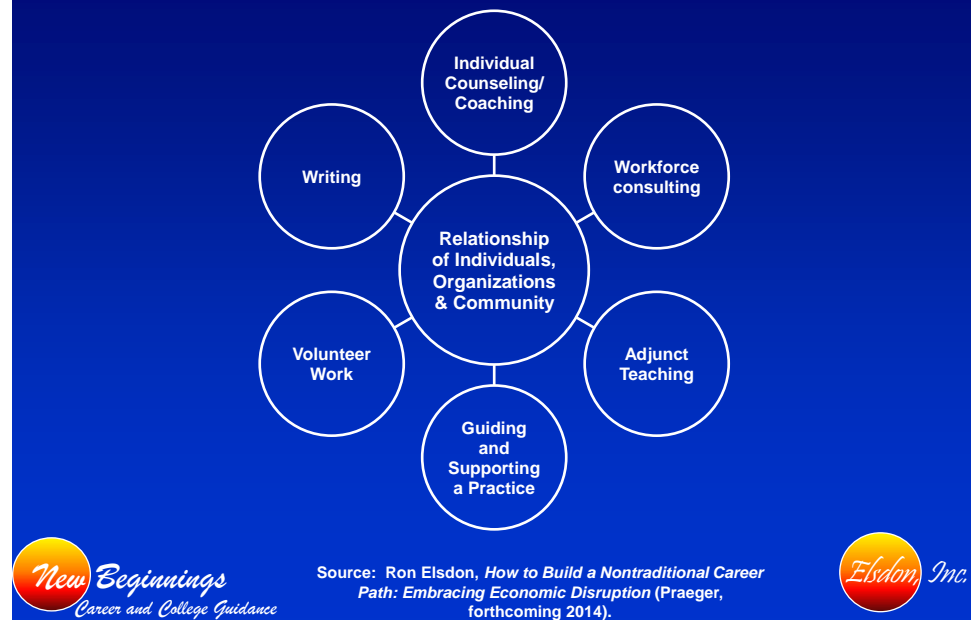 Individual
Counseling/
Coaching
Writing
Workforce
consulting
Relationship
of Individuals,
Organizations
& Community
Volunteer
Work
Adjunct
Teaching
Guiding
and
Supporting
a Practice
New Beginnings
Career and College Guidance
Source: Ron Elsdon, How to Build a Nontraditional Career
Path: Embracing Economic Disruption (Praeger,
forthcoming 2014).
Elsdon, Inc.